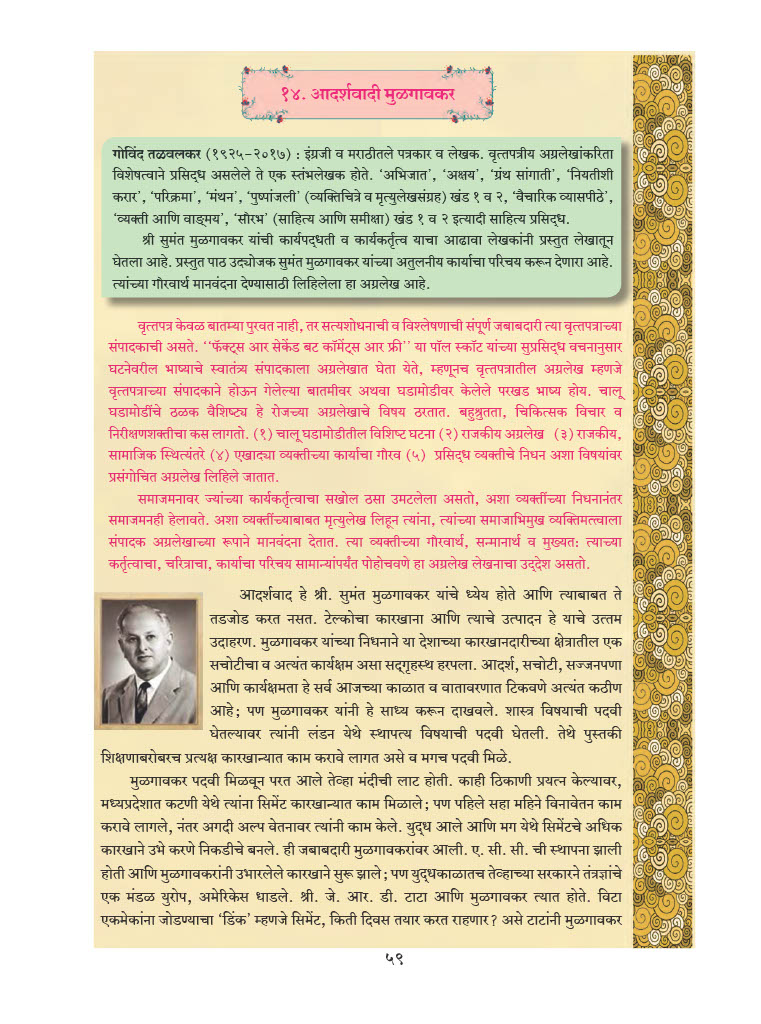 १४. आदर्शवादी मुळगावकर
गोविंद तळवलकर (१९२५-२०१७) : इंग्रजी व मराठीतले पत्रकार व लेखक. वृत्तपत्रीय अग्रलेखांकरिता
विशेषत्वाने प्रसिद्ध असलेले ते एक स्तंभलेखक होते. ‘अभिजात’, ‘अक्षय’, ‘ग्रंथ सांगाती’, ‘नियतीशी
करार’, ‘परिक्रमा’, ‘मंथन’, ‘पुष्पांजली’ (व्यक्तिचित्रे व मृत्युलेखसंग्रह) खंड १ व २, ‘वैचारिक व्यासपीठे’,
‘व्यक्ती आणि वाङ्मय’, ‘सौरभ’ (साहित्य आणि समीक्षा) खंड १ व २ इत्यादी साहित्य प्रसिद्ध.
श्री सुमंत मुळगावकर यांची कार्यपद्धती व कार्यकर्तृत्व याचा आढावा लेखकांनी प्रस्तुत लेखातून
घेतला आहे. प्रस्तुत पाठ उद्योजक सुमंत मुळगावकर यांच्या अतुलनीय कार्याचा परिचय करून देणारा आहे.
त्यांच्या गौरवार्थ मानवंदना देण्यासाठी लिहिलेला हा अग्रलेख आहे.
वृत्तपत्र केवळ बातम्या पुरवत नाही, तर सत्यशोधनाची व विश्लेषणाची संपूर्ण जबाबदारी त्या वृत्तपत्राच्या
संपादकाची असते. ‘‘फॅक्ट्स आर सेकेंड बट कॉमेंट्स आर फ्री’’ या पॉल स्कॉट यांच्या सुप्रसिद्ध वचनानुसार
घटनेवरील भाष्याचे स्वातंत्र्य संपादकाला अग्रलेखात घेता येते, म्हणूनच वृत्तपत्रातील अग्रलेख म्हणजे
वृत्तपत्राच्या संपादकाने होऊन गेलेल्या बातमीवर अथवा घडामोडीवर केलेले परखड भाष्य होय. चालू
घडामोडींचे ठळक वैशिष्ट्य हे रोजच्या अग्रलेखाचे विषय ठरतात. बहुश्रुतता, चिकित्सक विचार व
निरीक्षणशक्तीचा कस लागतो. (१) चालू घडामोडीतील विशिष्ट घटना (२) राजकीय अग्रलेख (३) राजकीय,
सामाजिक स्थित्यंतरे (४) एखाद्या व्यक्तीच्या कार्याचा गौरव (५) प्रसिद्ध व्यक्तीचे निधन अशा विषयांवर
प्रसंगोचित अग्रलेख लिहिले जातात.
समाजमनावर ज्यांच्या कार्यकर्तृत्वाचा सखोल ठसा उमटलेला असतो, अशा व्यक्तींच्या निधनानंतर
समाजमनही हेलावते. अशा व्यक्तींच्याबाबत मृत्युलेख लिहून त्यांना, त्यांच्या समाजाभिमुख व्यक्तिमत्त्वाला
संपादक अग्रलेखाच्या रूपाने मानवंदना देतात. त्या व्यक्तीच्या गौरवार्थ, सन्मानार्थ व मुख्यतः त्याच्या
कर्तृत्वाचा, चरित्राचा, कार्याचा परिचय सामान्यांपर्यंत पोहोचवणे हा अग्रलेख लेखनाचा उद्देश असतो.
आदर्शवाद हे श्री. सुमंत मुळगावकर यांचे ध्येय होते आणि त्याबाबत ते
तडजोड करत नसत. टेल्कोचा कारखाना आणि त्याचे उत्पादन हे याचे उत्तम
उदाहरण. मुळगावकर यांच्या निधनाने या देशाच्या कारखानदारीच्या क्षेत्रातील एक
सचोटीचा व अत्यंत कार्यक्षम असा सद्गृहस्थ हरपला. आदर्श, सचोटी, सज्जनपणा
आणि कार्यक्षमता हे सर्व आजच्या काळात व वातावरणात टिकवणे अत्यंत कठीण
आहे; पण मुळगावकर यांनी हे साध्य करून दाखवले. शास्त्र विषयाची पदवी
घेतल्यावर त्यांनी लंडन येथे स्थापत्य विषयाची पदवी घेतली. तेथे पुस्तकी
शिक्षणाबरोबरच प्रत्यक्ष कारखान्यात काम करावे लागत असे व मगच पदवी मिळे.
मुळगावकर पदवी मिळवून परत आले तेव्हा मंदीची लाट होती. काही ठिकाणी प्रयत्न केल्यावर,
मध्यप्रदेशात कटणी येथे त्यांना सिमेंट कारखान्यात काम मिळाले; पण पहिले सहा महिने विनावेतन काम
करावे लागले, नंतर अगदी अल्प वेतनावर त्यांनी काम केले. युद्ध आले आणि मग येथे सिमेंटचे अधिक
कारखाने उभे करणे निकडीचे बनले. ही जबाबदारी मुळगावकरांवर आली. ए. सी. सी. ची स्थापना झाली
होती आणि मुळगावकरांनी उभारलेले कारखाने सुरू झाले; पण युद्धकाळातच तेव्हाच्या सरकारने तंत्रज्ञांचे
एक मंडळ युरोप, अमेरिकेस धाडले. श्री. जे. आर. डी. टाटा आणि मुळगावकर त्यात होते. विटा
एकमेकांना जोडण्याचा ‘डिंक’ म्हणजे सिमेंट, किती दिवस तयार करत राहणार? असे टाटांनी मुळगावकर
५९